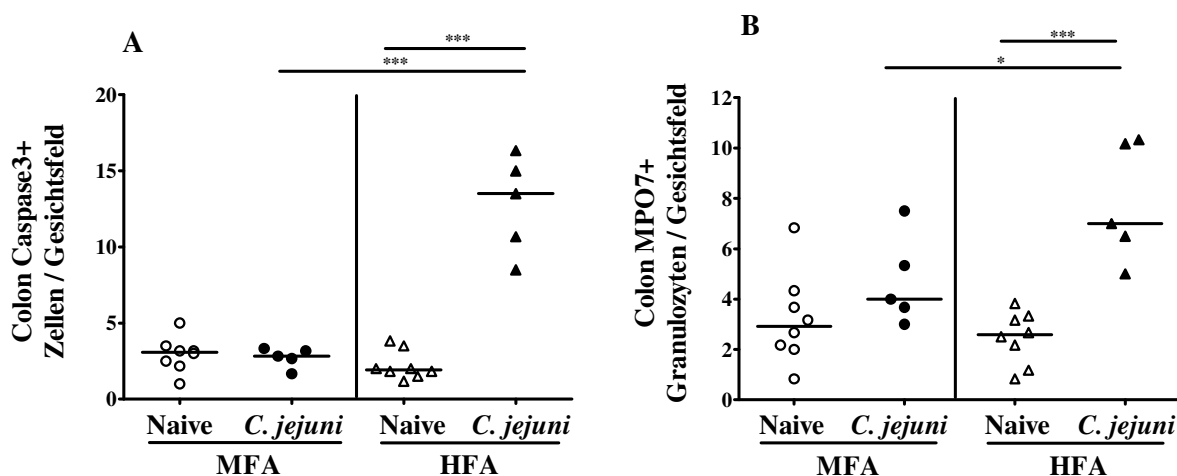 A
***
***
Colon Caspase3+
Zellen / Gesichtsfeld
20
15
10
5
0
Naive
C. jejuni
Naive
C. jejuni
MFA
HFA
B
***
*
Colon MPO7+
Granulozyten / Gesichtsfeld
12
10
8
6
4
2
0
Naive
C. jejuni
Naive
C. jejuni
MFA
HFA